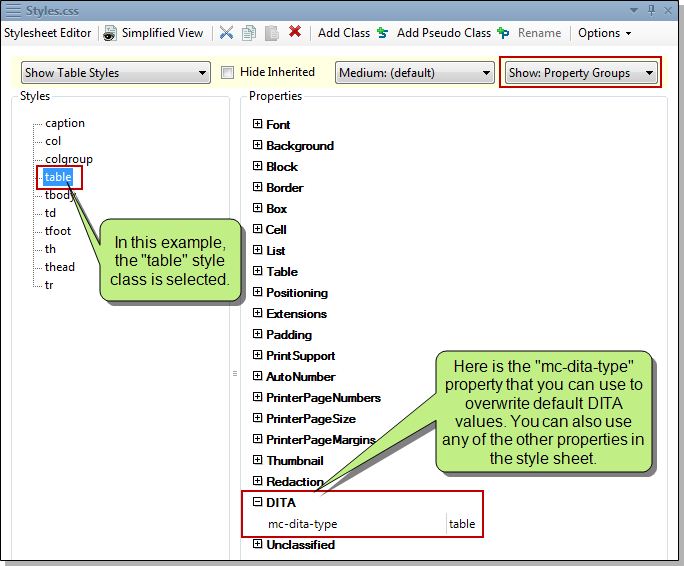 Styles.css
Stylesheet Editor Simplified View Add Class Add Pseudo Class Rename Options
Show Table Styles Hide Inherited Medium: (default) Show: Property Groups
Styles
caption
col
colgroup
table
tbody
td
tfoot
th
thead
tr
In this example,
the "table" style
class is selected.
Properties
Font
Background
Block
Border
Box
Cell
List
Table
Positioning
Extensions
Padding
PrintSupport
AutoNumber
PrinterPageNumbers
PrinterPageSize
PrinterPageMargins
Thumbnail
Redaction
DITA
mc-dita-type table
Unclassified
Here is the "mc-dita-type"
property that you can use to
overwrite default DITA
values. You can also use
any of the other properties in
the style sheet.